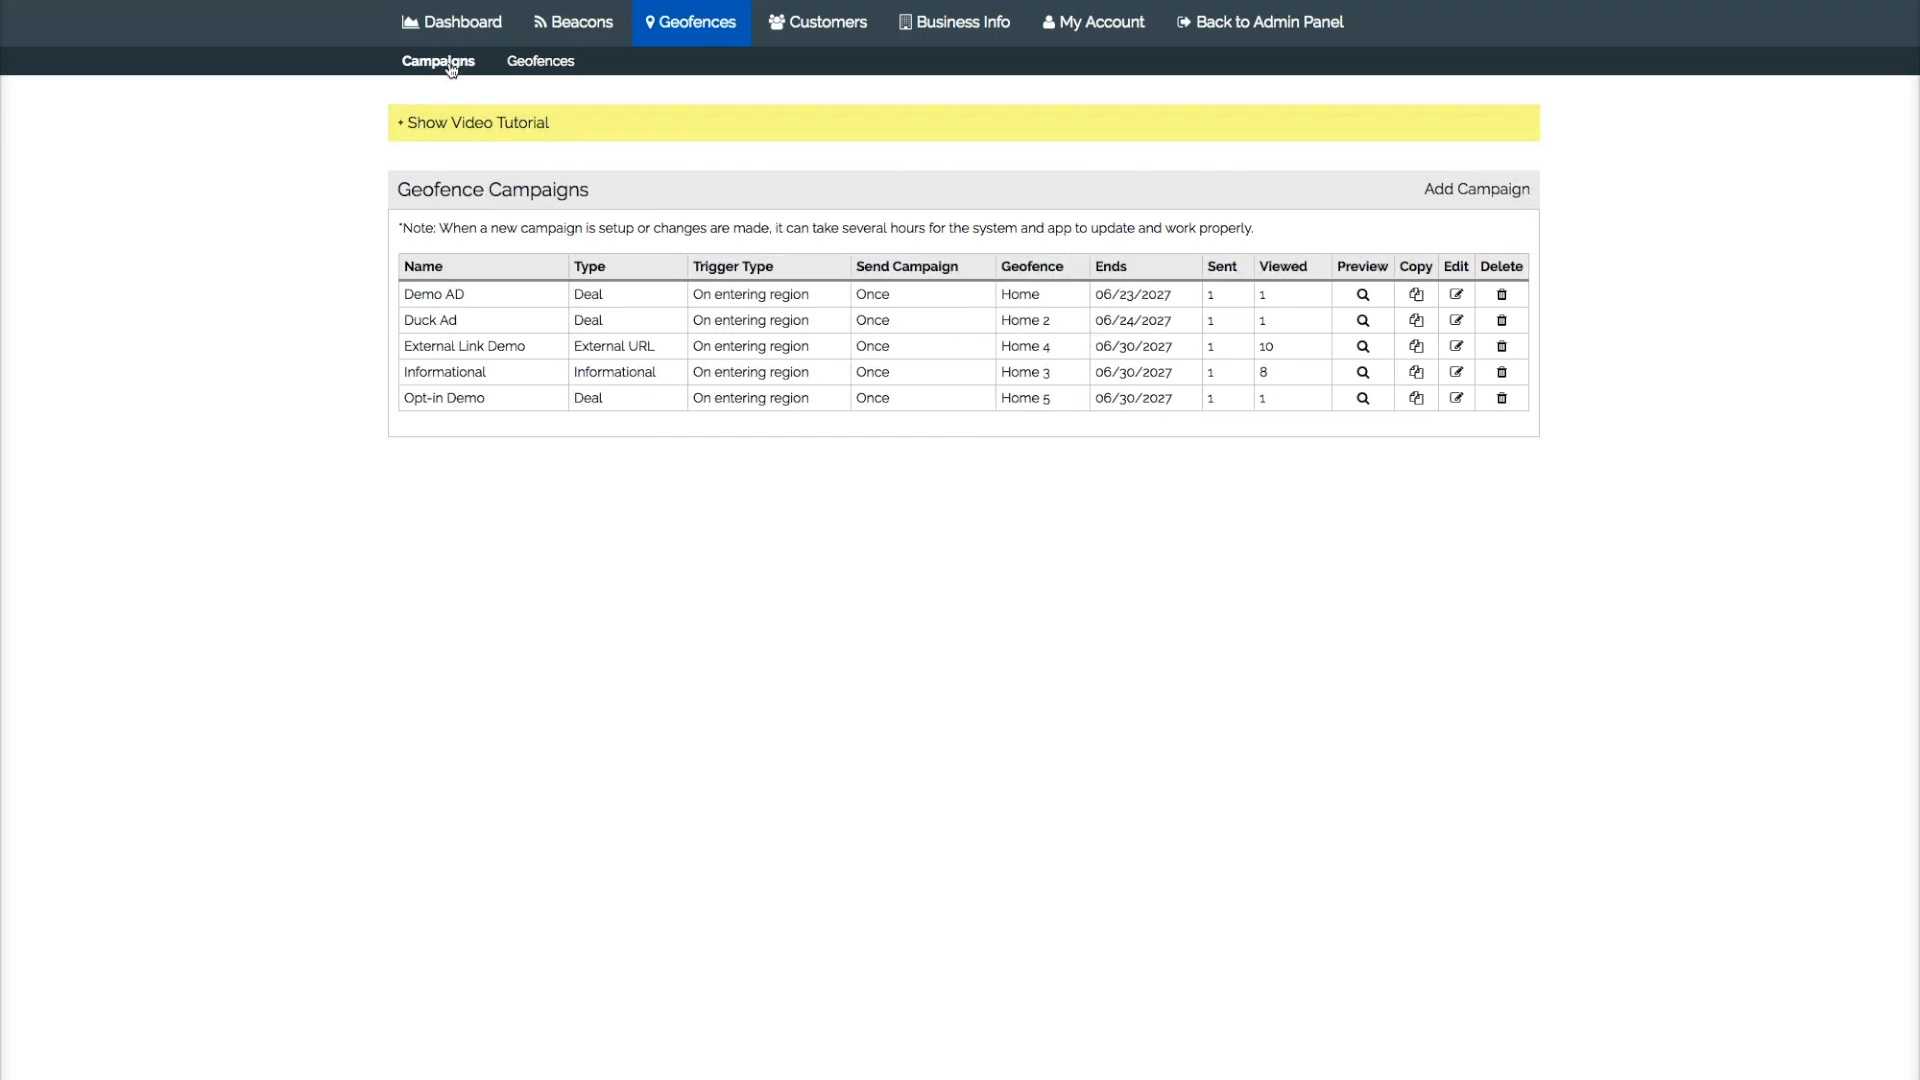 Dashboard Beacons Geofences Customers Business Info My Account Back to Admin Panel
Campaigns Geofences
+ Show Video Tutorial
Geofence Campaigns Add Campaign
*Note: When a new campaign is setup or changes are made, it can take several hours for the system and app to update and work properly.
Name Type Trigger Type Send Campaign Geofence Ends Sent Viewed Preview Copy Edit Delete
Demo AD Deal On entering region Once Home 06/23/2027 1 1
Duck Ad Deal On entering region Once Home 2 06/24/2027 1 1
External Link Demo External URL On entering region Once Home 4 06/30/2027 1 10
Informational Informational On entering region Once Home 3 06/30/2027 1 8
Opt-in Demo Deal On entering region Once Home 5 06/30/2027 1 1